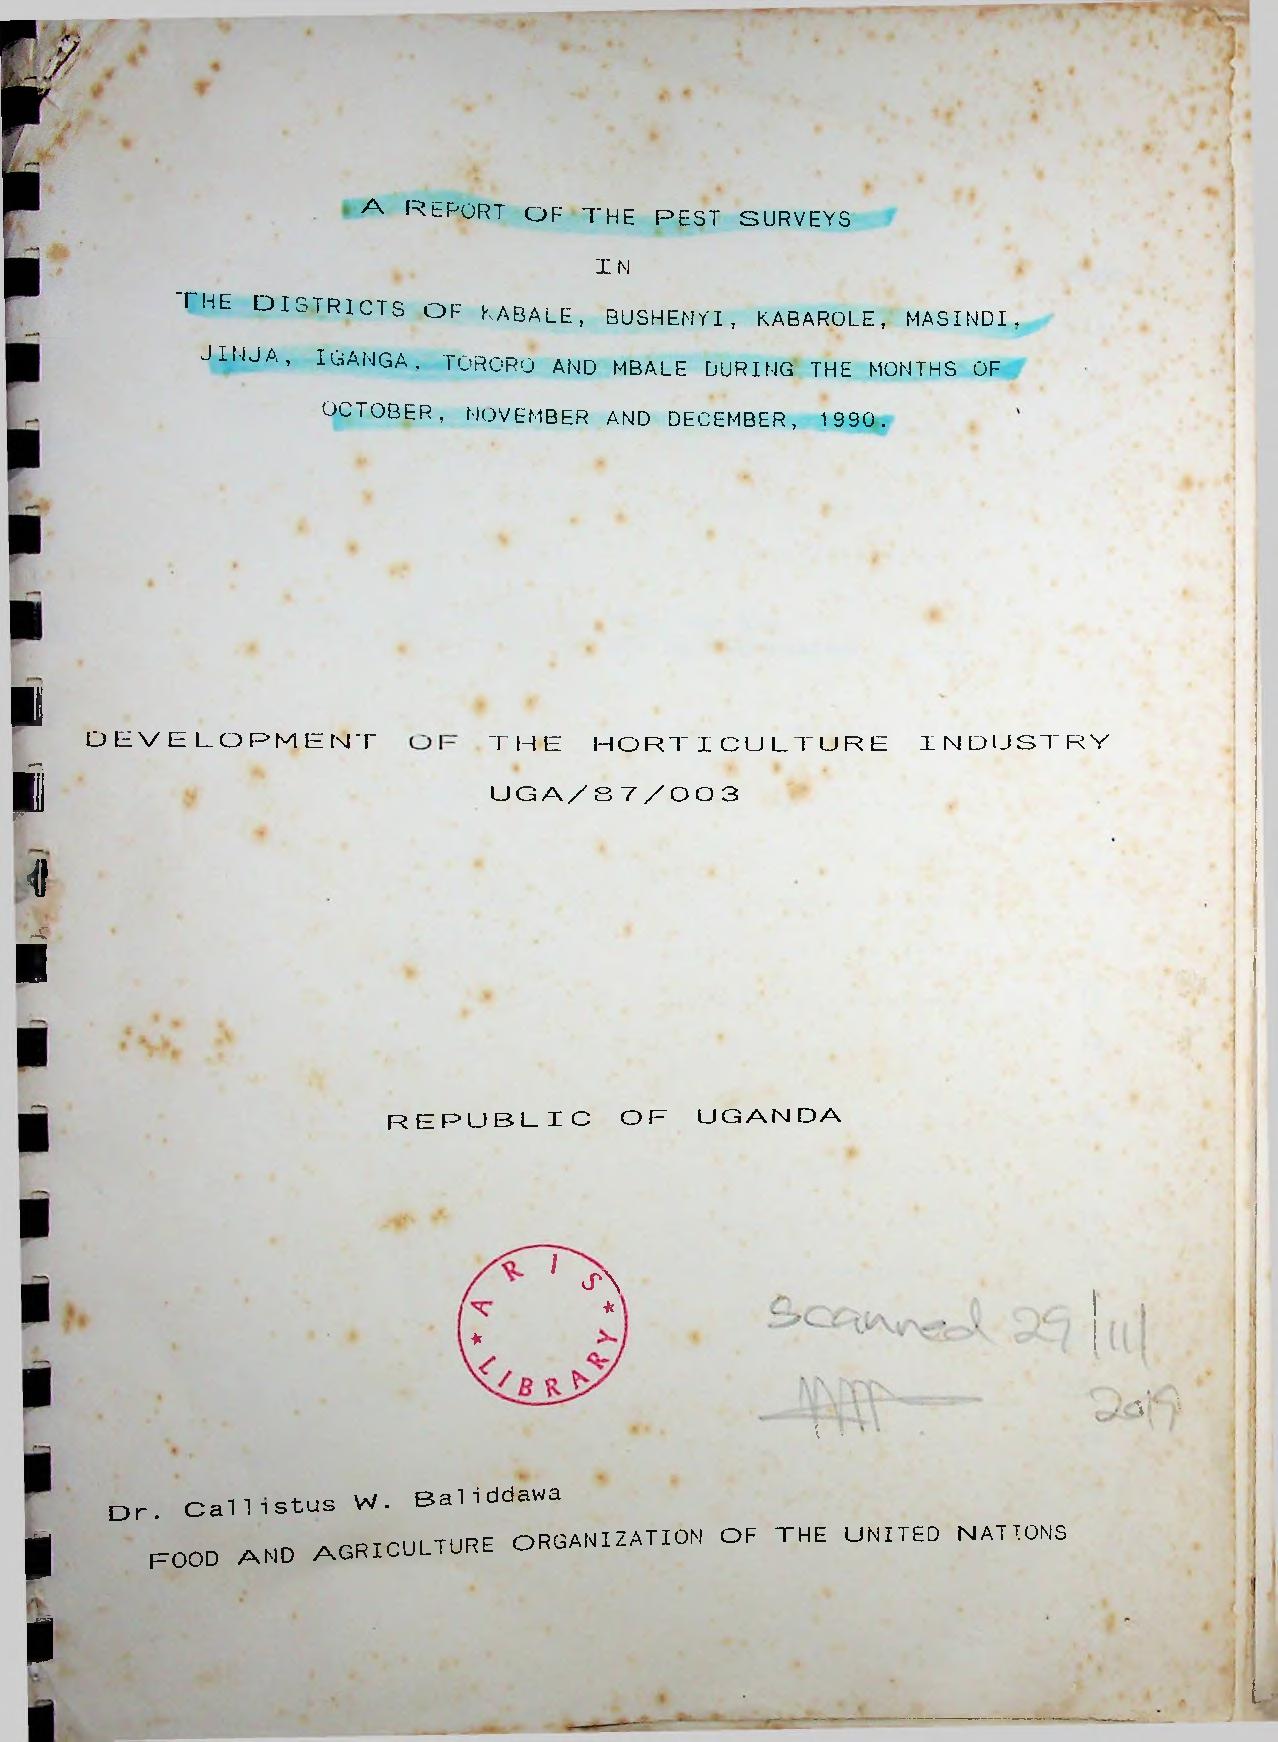 A REPORT OF THE PEST SURVEYS
IN
THE DISTRICTS OF KABALE, BUSHENYI, KABAROLE, MASINDI,
JINJA, IGANGA, TORORO AND MBALE DURING THE MONTHS OF
OCTOBER, NOVEMBER AND DECEMBER, 1990.
DEVELOPMENT OF THE HORTICULTURE INDUSTRY
UGA/87/003
REPUBLIC OF UGANDA
ARIS
LIBRARY
Scanned 29/11/
2019
Dr. Callistus W. Baliddawa
FOOD AND AGRICULTURE ORGANIZATION OF THE UNITED NATIONS